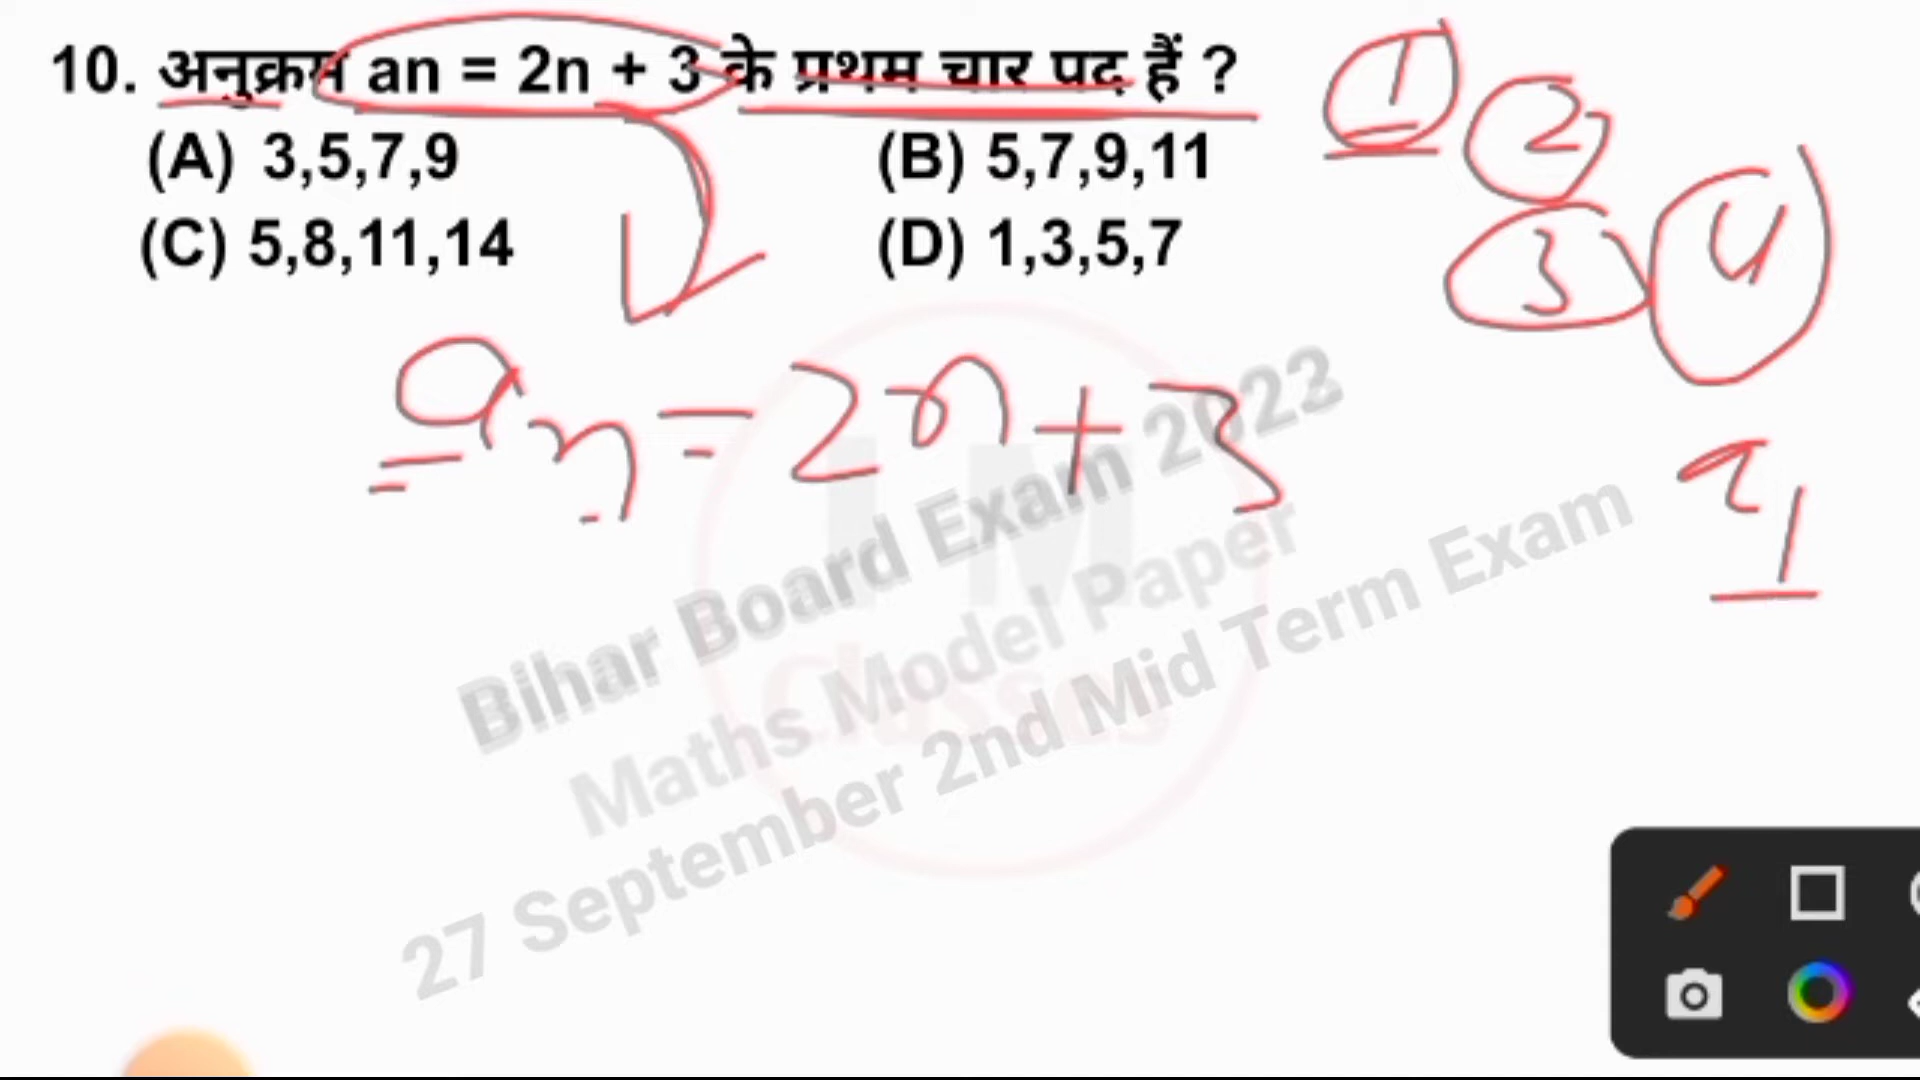 10. अनुक्रम an = 2n + 3 के प्रथम चार पद हैं ?
(A) 3,5,7,9 (B) 5,7,9,11
(C) 5,8,11,14 (D) 1,3,5,7
1 2
3 4
an = 2n + 3
Bihar Board Exam 2022
Maths Model Paper
27 September 2nd Mid Term Exam
Classes
1